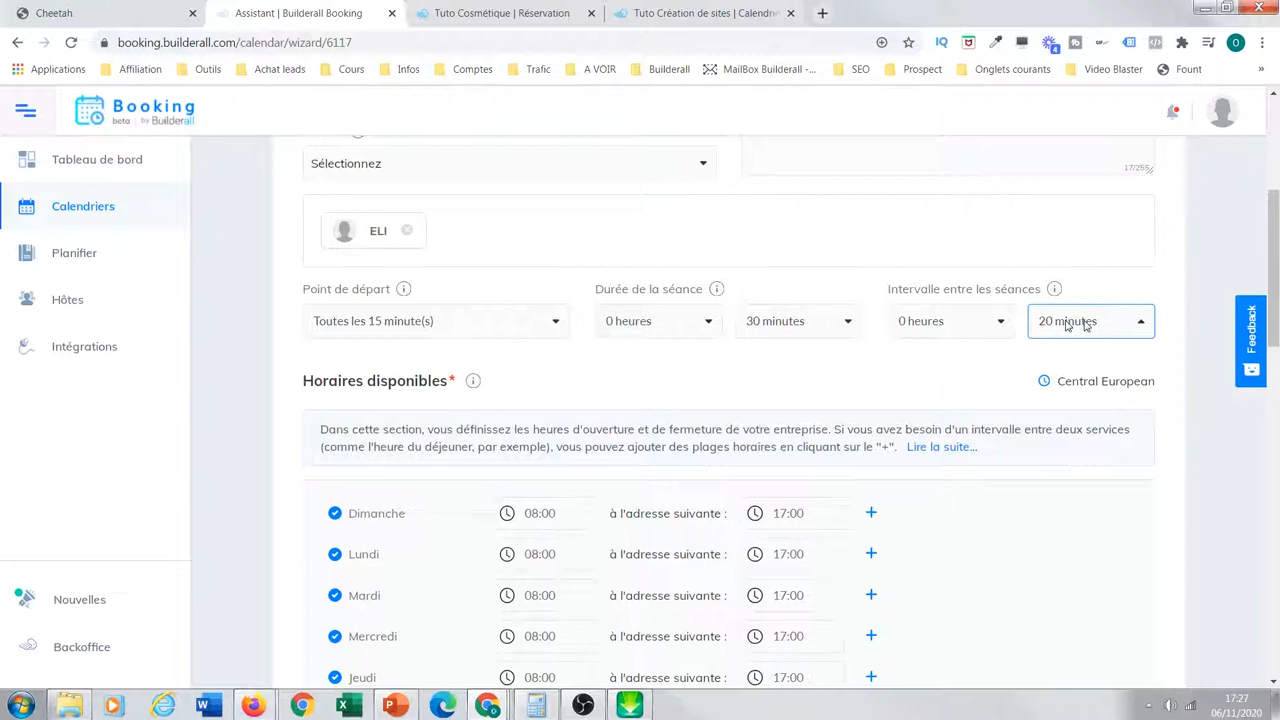 Cheetah
Assistant | Builderall Booking
Tuto Cosmétique | Rése
Tuto Création de sites | Calendrie
booking.builderall.com/calendar/wizard/6117
Applications
Affiliation
Outils
Achat leads
Cours
Infos
Comptes
Trafic
A VOIR
Builderall
MailBox Builderall -...
SEO
Prospect
Onglets courants
Video Blaster
Fount
Booking
beta by Builderall
Tableau de bord
Calendriers
Planifier
Hôtes
Intégrations
Nouvelles
Backoffice
Sélectionnez
17/255
ELI
Point de départ
Durée de la séance
Intervalle entre les séances
Toutes les 15 minute(s)
0 heures
30 minutes
0 heures
20 minutes
Feedback
Horaires disponibles*
Central European
Dans cette section, vous définissez les heures d'ouverture et de fermeture de votre entreprise. Si vous avez besoin d'un intervalle entre deux services
(comme l'heure du déjeuner, par exemple), vous pouvez ajouter des plages horaires en cliquant sur le "+". Lire la suite...
Dimanche 08:00 à l'adresse suivante : 17:00 +
Lundi 08:00 à l'adresse suivante : 17:00 +
Mardi 08:00 à l'adresse suivante : 17:00 +
Mercredi 08:00 à l'adresse suivante : 17:00 +
Jeudi 08:00 à l'adresse suivante : 17:00 +
17:27
06/11/2020